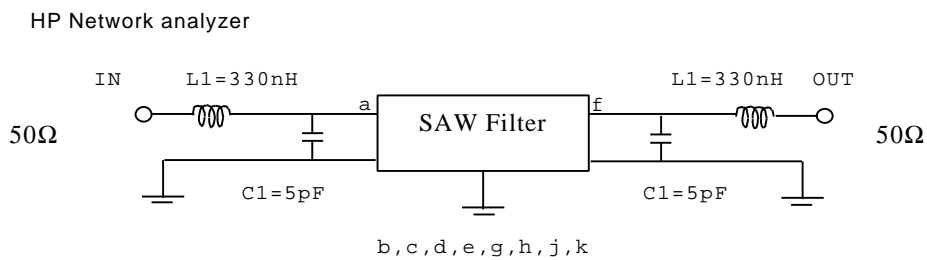 HP Network analyzer
IN L1=330nH L1=330nH OUT
a f
50Ω SAW Filter 50Ω
C1=5pF C1=5pF
b,c,d,e,g,h,j,k